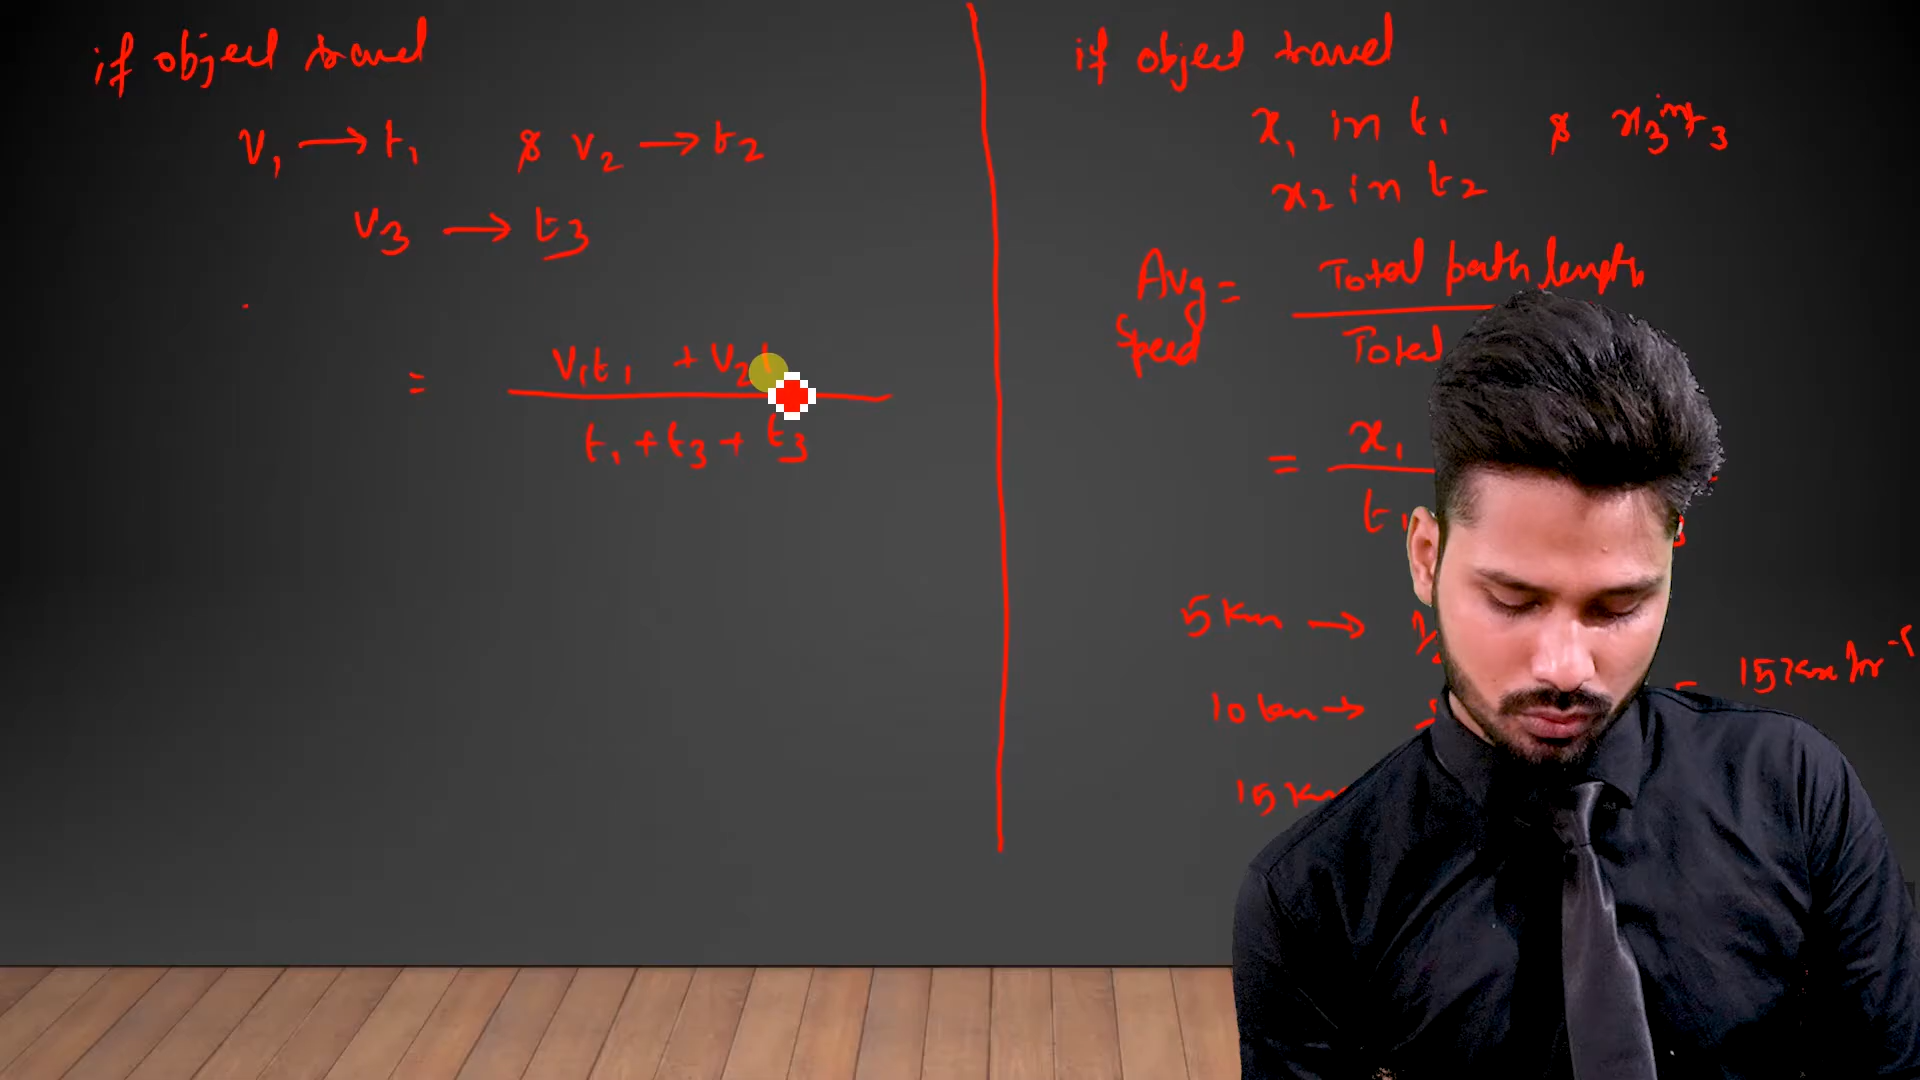 if object travel
v₁ → t₁ & v₂ → t₂
v₃ → t₃
= v₁t₁ + v₂t
t₁ + t₃ + t₃
if object travel
x₁ in t₁ & x₃ in t₃
x₂ in t₂
Avg Speed = Total path length
Total
= x₁
t₁
5 km →
10 km →
= 15 km hr⁻¹
15 km